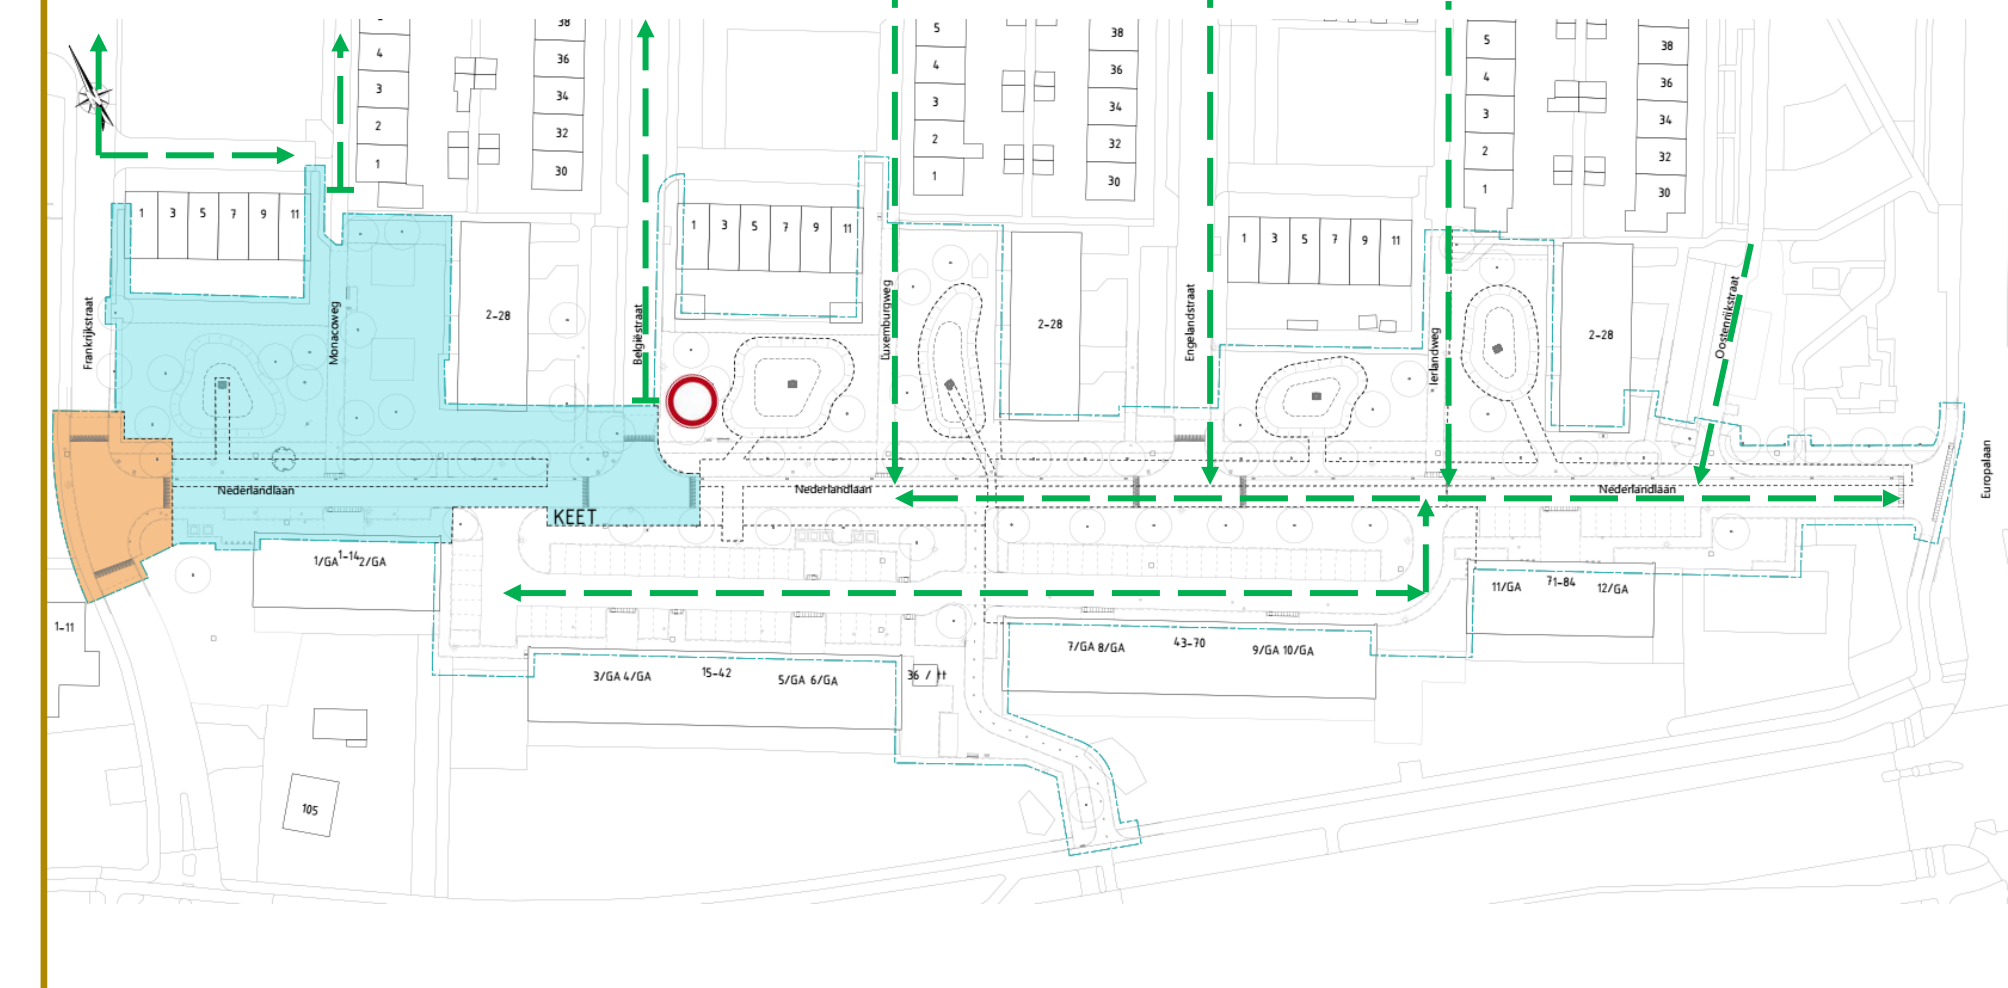 38
5
38
5
38
4
36
4
36
4
36
3
34
3
34
3
34
2
32
2
32
2
32
1
30
1
30
1
30
1 3 5 7 9 11
1 3 5 7 9 11
1 3 5 7 9 11
Frankrijkstraat
Monacoweg
2-28
Belgiëstraat
Luxemburgweg
2-28
Engelandstraat
Ierlandweg
2-28
Oostenrijkstraat
Europalaan
Nederlandlaan
Nederlandlaan
Nederlandlaan
KEET
1/GA 1-14 2/GA
11/GA 71-84 12/GA
1-11
7/GA 8/GA 43-70 9/GA 10/GA
3/GA 4/GA 15-42 5/GA 6/GA
36 / tt
105